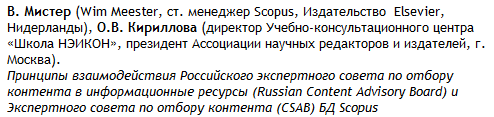 В. Мистер (Wim Meester, ст. менеджер Scopus, Издательство Elsevier,
Нидерланды), О.В. Кириллова (директор Учебно-консультационного центра
«Школа НЭИКОН», президент Ассоциации научных редакторов и издателей, г.
Москва).
Принципы взаимодействия Российского экспертного совета по отбору
контента в информационные ресурсы (Russian Content Advisory Board) и
Экспертного совета по отбору контента (CSAB) БД Scopus